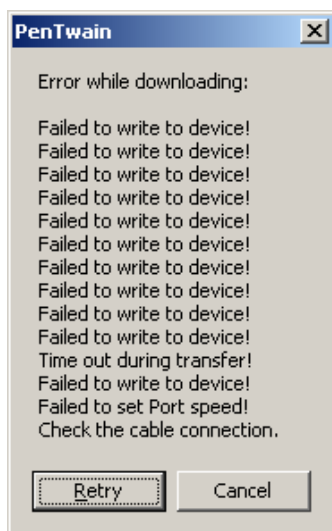 PenTwain
Error while downloading:
Failed to write to device!
Failed to write to device!
Failed to write to device!
Failed to write to device!
Failed to write to device!
Failed to write to device!
Failed to write to device!
Failed to write to device!
Failed to write to device!
Failed to write to device!
Time out during transfer!
Failed to write to device!
Failed to set Port speed!
Check the cable connection.
Retry
Cancel